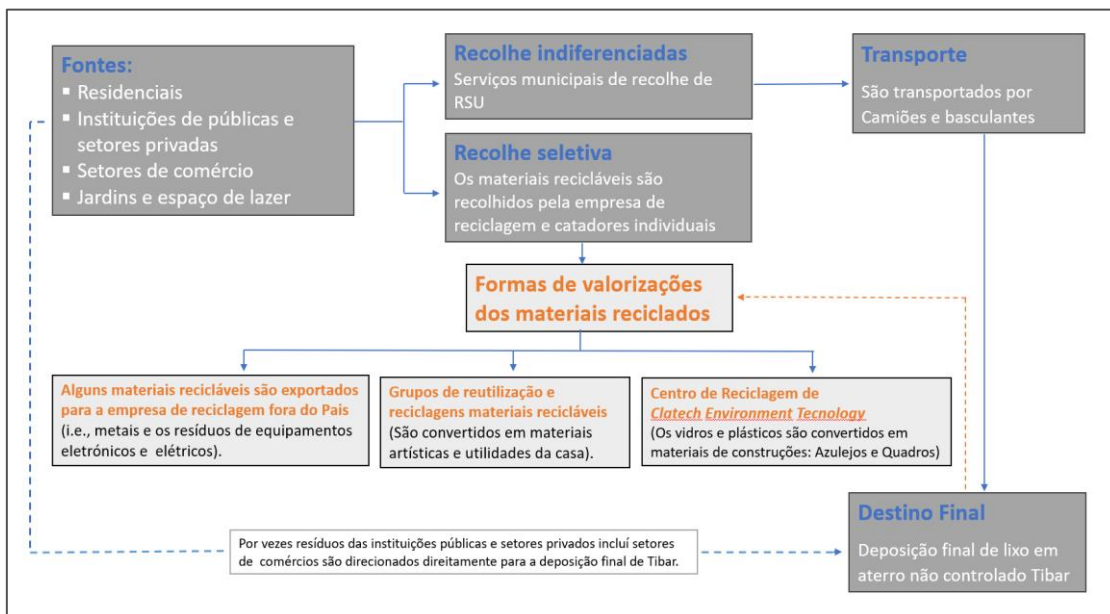 Fontes:
▪ Residenciais
▪ Instituições de públicas e
setores privadas
▪ Setores de comércio
▪ Jardins e espaço de lazer
Recolhe indiferenciadas
Serviços municipais de recolhe de
RSU
Transporte
São transportados por
Camiões e basculantes
Recolhe seletiva
Os materiais recicláveis são
recolhidos pela empresa de
reciclagem e catadores individuais
Formas de valorizações
dos materiais reciclados
Alguns materiais recicláveis são exportados
para a empresa de reciclagem fora do Pais
(i.e., metais e os resíduos de equipamentos
eletrónicos e elétricos).
Grupos de reutilização e
reciclagens materiais recicláveis
(São convertidos em materiais
artísticas e utilidades da casa).
Centro de Reciclagem de
Clatech Environment Tecnology
(Os vidros e plásticos são convertidos em
materiais de construções: Azulejos e Quadros)
Destino Final
Deposição final de lixo em
aterro não controlado Tibar
Por vezes resíduos das instituições públicas e setores privados incluí setores
de comércios são direcionados diretamente para a deposição final de Tibar.